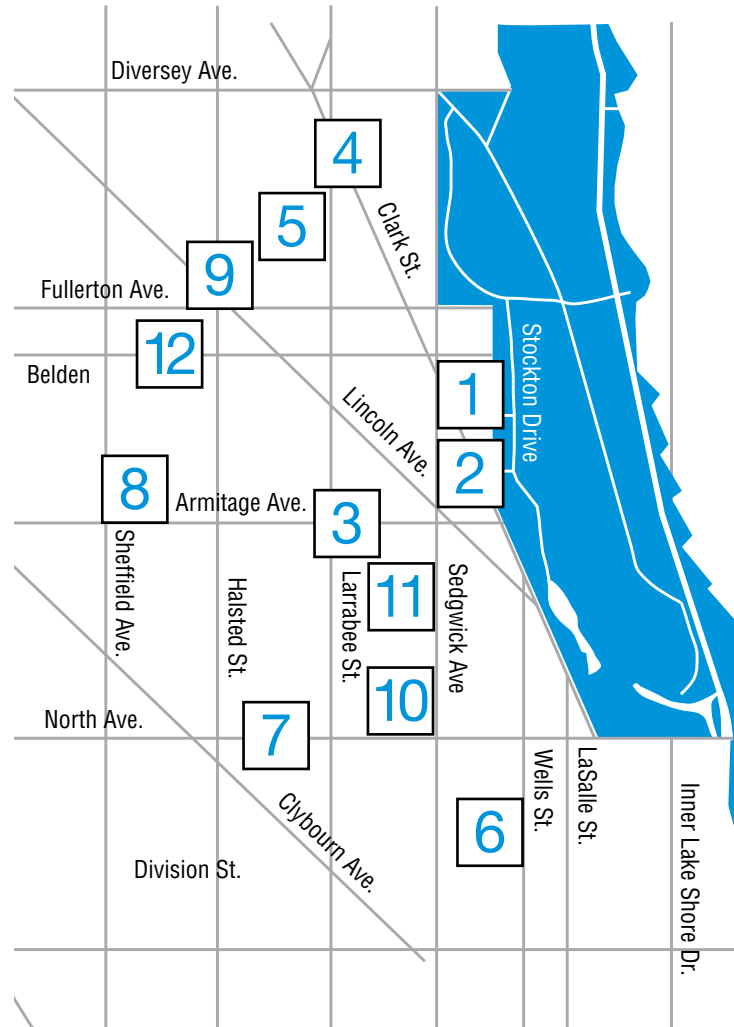 Diversey Ave.
4
Clark St.
5
9
Fullerton Ave.
12
Belden
1
Stockton Drive
Lincoln Ave.
2
8
Armitage Ave.
3
Sheffield Ave.
Halsted St.
Larrabee St.
11
Sedgwick Ave
10
North Ave.
7
Wells St.
LaSalle St.
Inner Lake Shore Dr.
6
Clybourn Ave.
Division St.